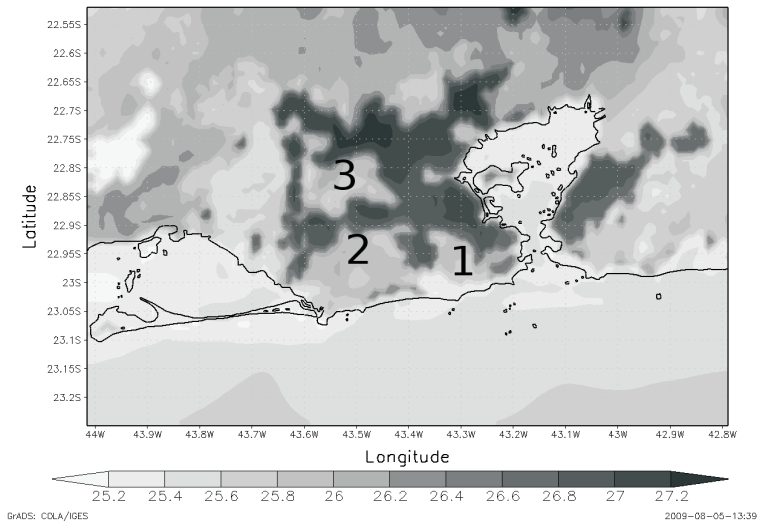 22.55S
22.6S
22.65S
22.7S
22.75S
22.8S
22.85S
22.9S
22.95S
23S
23.05S
23.1S
23.15S
23.2S
Latitude
3
2
1
44W 43.9W 43.8W 43.7W 43.6W 43.5W 43.4W 43.3W 43.2W 43.1W 43W 42.9W 42.8W
Longitude
25.2 25.4 25.6 25.8 26 26.2 26.4 26.6 26.8 27 27.2
GrADS: COLA/IGES 2009-08-05-13:39